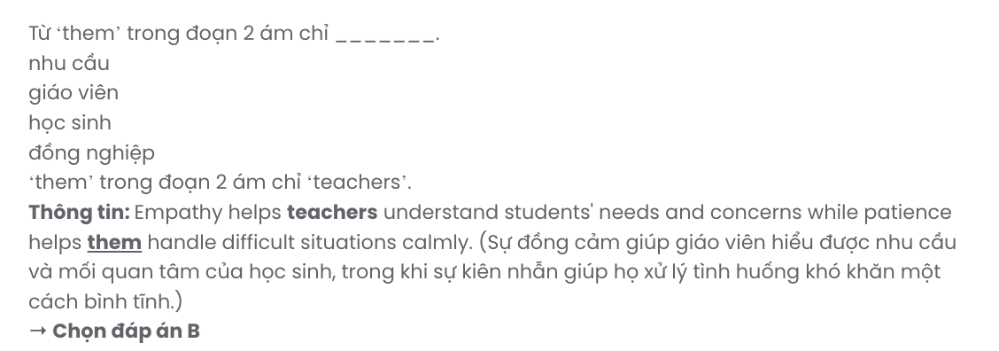 Từ ‘them’ trong đoạn 2 ám chỉ _______.
nhu cầu
giáo viên
học sinh
đồng nghiệp
‘them’ trong đoạn 2 ám chỉ ‘teachers’.
Thông tin: Empathy helps teachers understand students' needs and concerns while patience
helps them handle difficult situations calmly. (Sự đồng cảm giúp giáo viên hiểu được nhu cầu
và mối quan tâm của học sinh, trong khi sự kiên nhẫn giúp họ xử lý tình huống khó khăn một
cách bình tĩnh.)
→ Chọn đáp án B